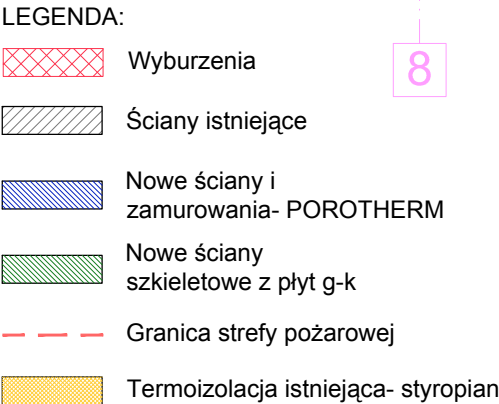 LEGENDA:
Wyburzenia
8
Ściany istniejące
Nowe ściany i
zamurowania- POROTHERM
Nowe ściany
szkieletowe z płyt g-k
Granica strefy pożarowej
Termoizolacja istniejąca- styropian